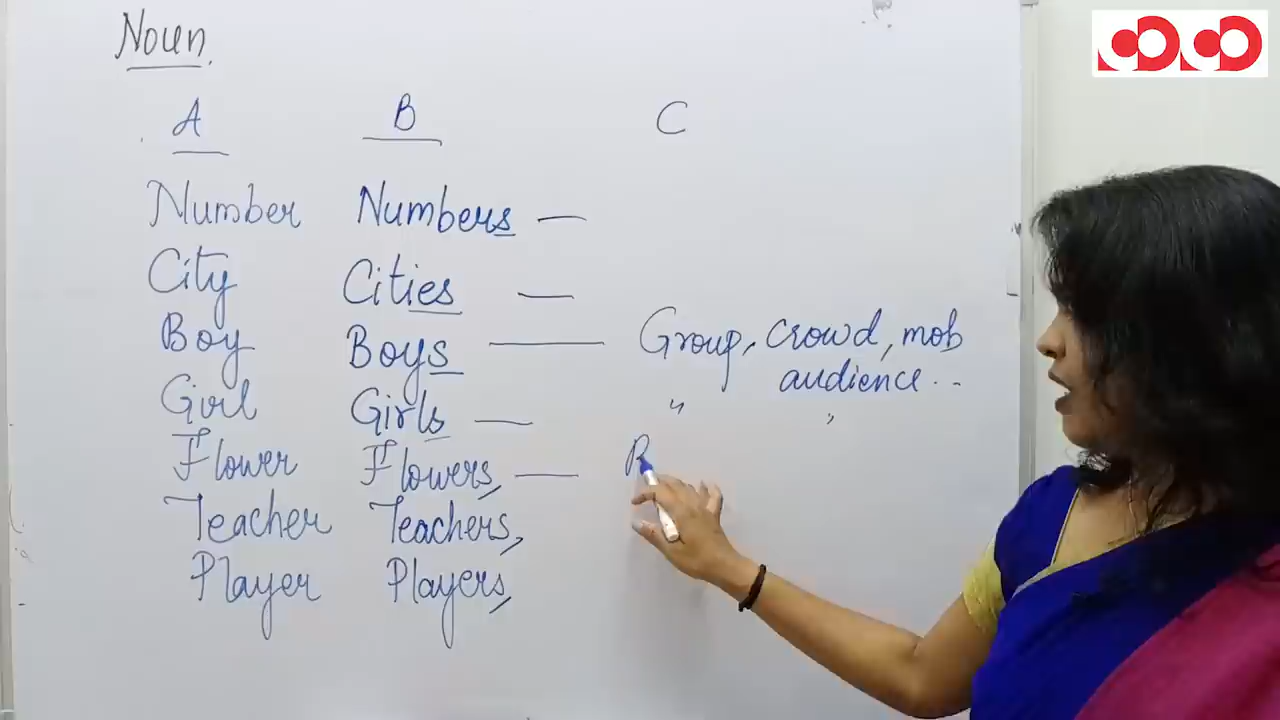 Noun.
A B C
Number Numbers —
City Cities —
Boy Boys — Group, crowd, mob
audience..
Girl Girls — " "
Flower Flowers, —
Teacher Teachers,
Player Players,